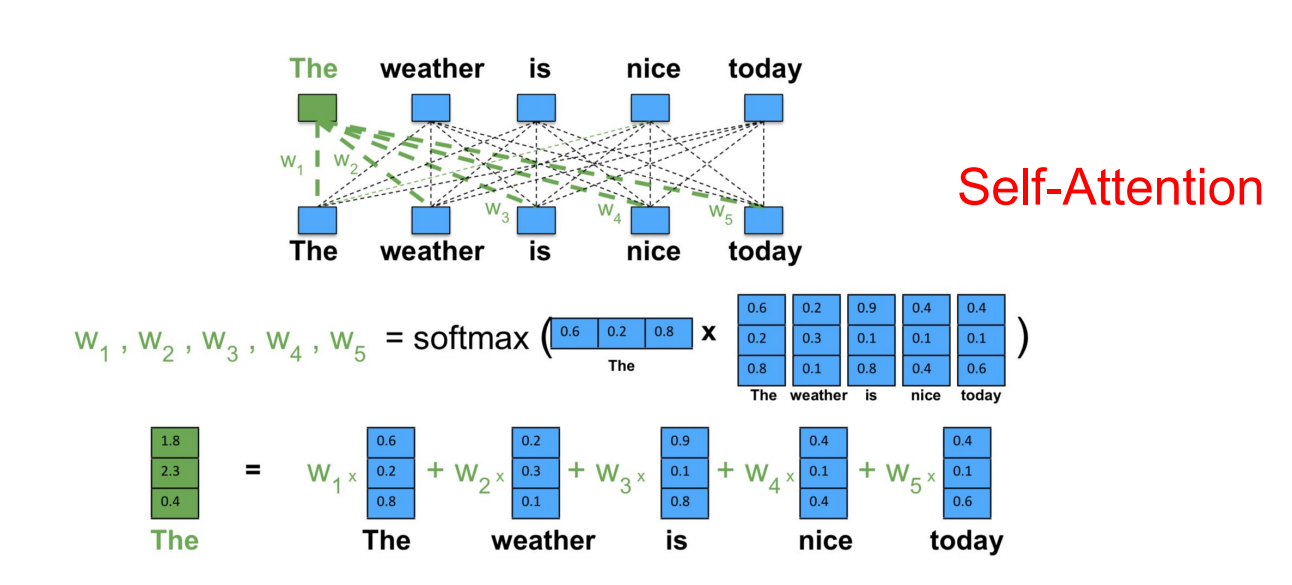 The weather is nice today
w1 w2
w3 w4 w5
The weather is nice today
Self-Attention
w1 , w2 , w3 , w4 , w5 = softmax ( 0.6 0.2 0.8 x 0.6 0.2 0.9 0.4 0.4
0.2 0.3 0.1 0.1 0.1 )
0.8 0.1 0.8 0.4 0.6
The
The weather is nice today
1.8 0.6 0.2 0.9 0.4 0.4
2.3 = w1 x 0.2 + w2 x 0.3 + w3 x 0.1 + w4 x 0.1 + w5 x 0.1
0.4 0.8 0.1 0.8 0.4 0.6
The The weather is nice today